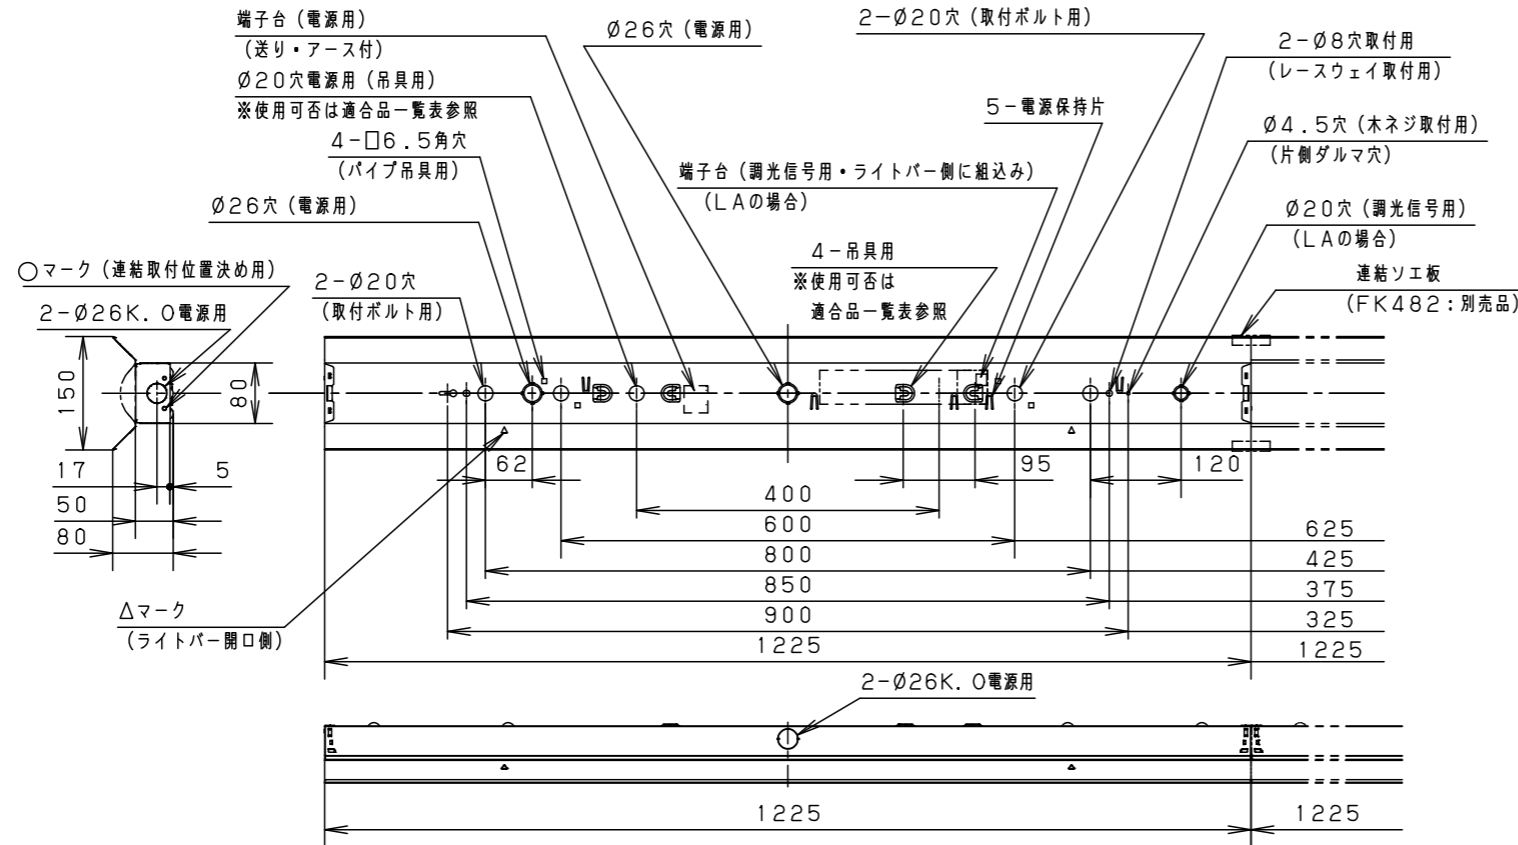 端子台（電源用）
（送り・アース付）
Ø20穴電源用（吊具用）
※使用可否は適合品一覧表参照
4－□6．5角穴
（パイプ吊具用）
Ø26穴（電源用）
○マーク（連結取付位置決め用）
2－Ø26K．O電源用
2－Ø20穴
（取付ボルト用）
Ø26穴（電源用）
2－Ø20穴（取付ボルト用）
5－電源保持片
端子台（調光信号用・ライトバー側に組込み）
（LAの場合）
4－吊具用
※使用可否は
適合品一覧表参照
2－Ø8穴取付用
（レースウェイ取付用）
Ø4．5穴（木ネジ取付用）
（片側ダルマ穴）
Ø20穴（調光信号用）
（LAの場合）
連結ソエ板
（FK482：別売品）
150
80
17
5
50
80
62
95
120
400
600
625
800
425
850
375
900
325
1225
1225
△マーク
（ライトバー開口側）
2－Ø26K．O電源用
1225
1225